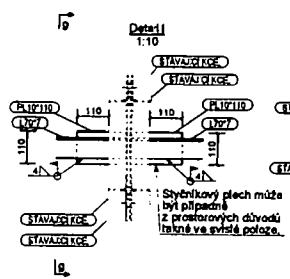 g
Detail
1:10
STÁVAJÍCÍ KCE.
STÁVAJÍCÍ KCE.
PL10*110
110
110
PL10*110
L70*7
L70*7
110
110
4
4
Styčníkový plech může
být případně
z prostorových důvodů
také ve svislé poloze.
STÁVAJÍCÍ KCE.
STÁVAJÍCÍ KCE.
g